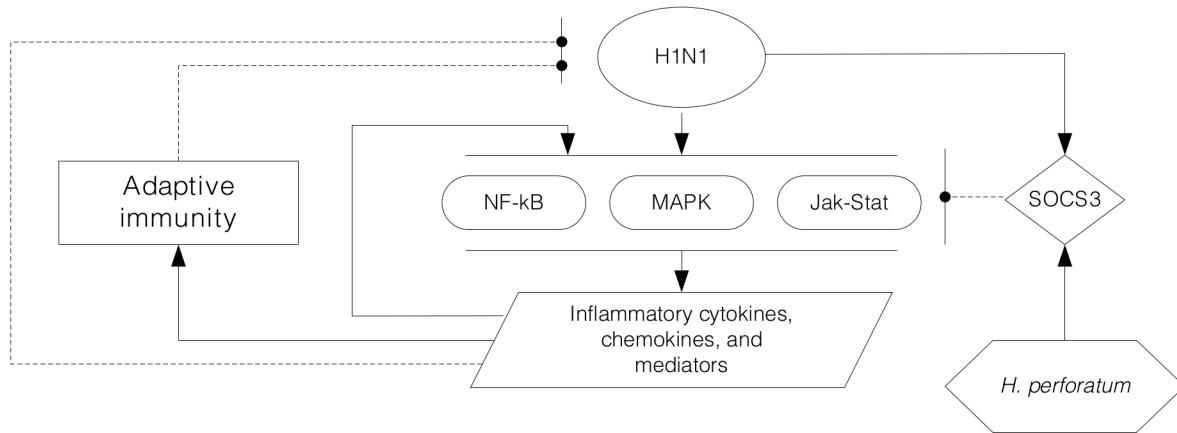 H1N1
Adaptive
immunity
NF-kB
MAPK
Jak-Stat
SOCS3
Inflammatory cytokines,
chemokines, and
mediators
H. perforatum